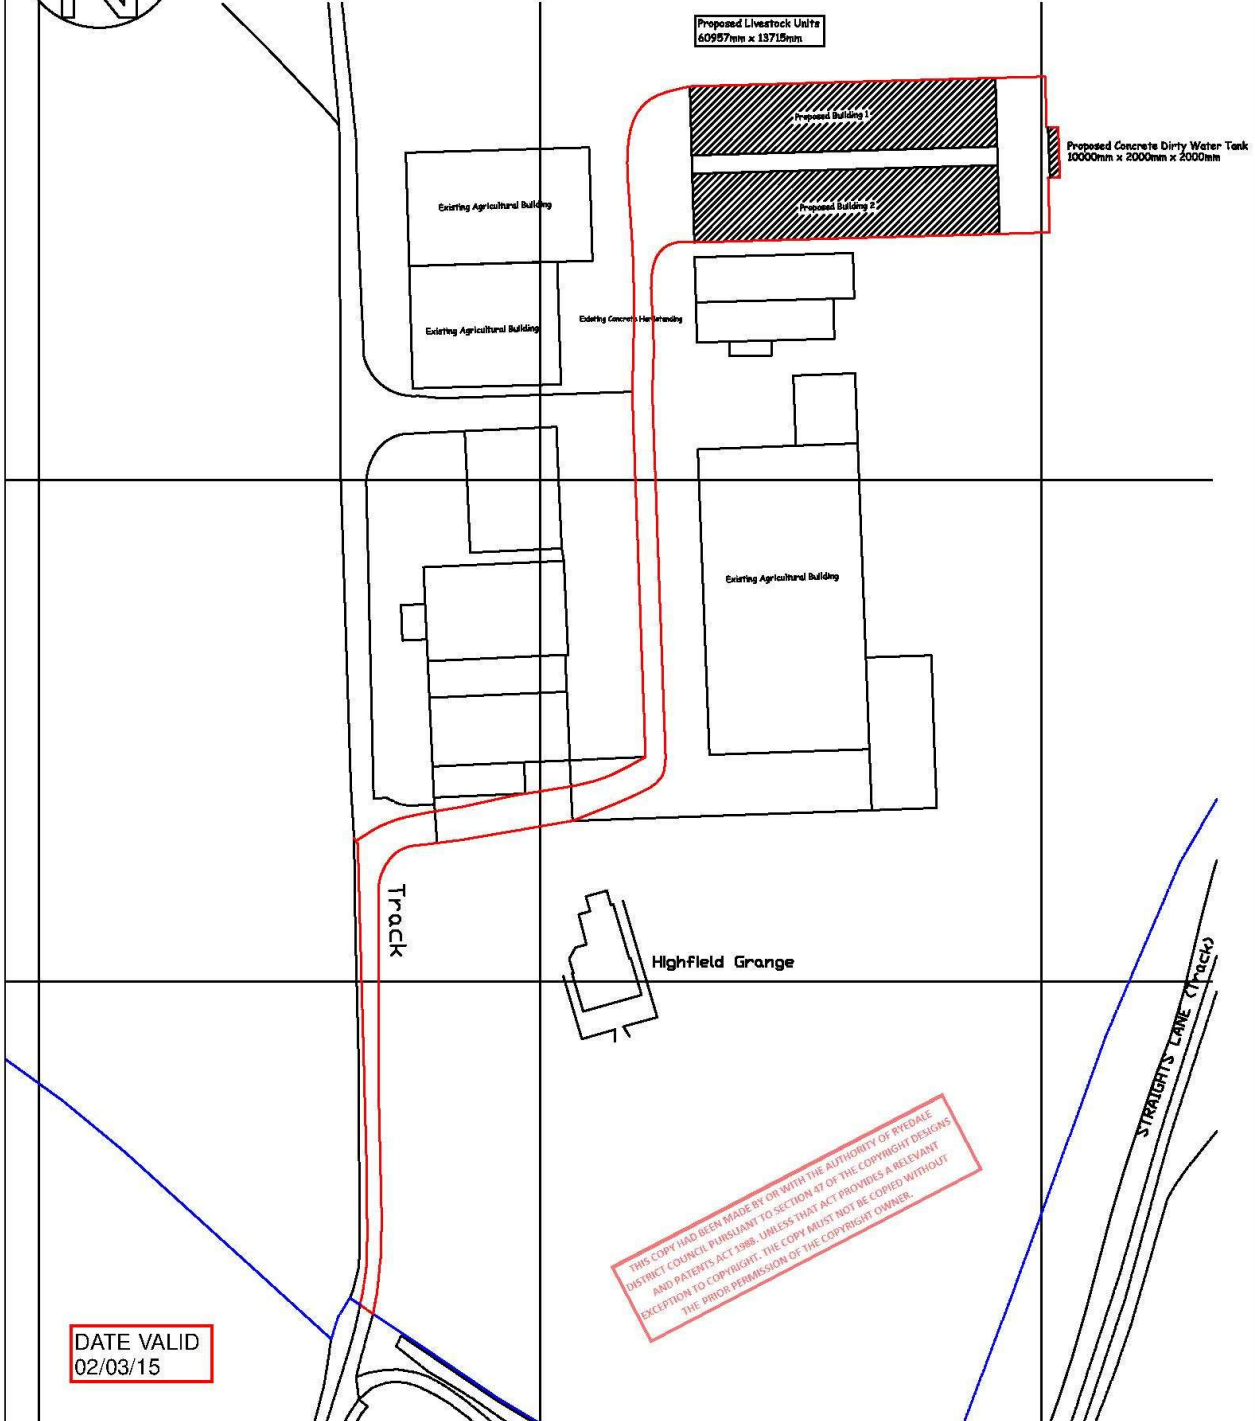 Proposed Livestock Units
60957mm x 13715mm
Proposed Building 1
Proposed Concrete Dirty Water Tank
10000mm x 2000mm x 2000mm
Existing Agricultural Building
Proposed Building 2
Existing Concrete Hardstanding
Existing Agricultural Building
Existing Agricultural Building
Track
Highfield Grange
STRAIGHTS LANE (Track)
THIS COPY HAD BEEN MADE BY OR WITH THE AUTHORITY OF RYEDALE
DISTRICT COUNCIL PURSUANT TO SECTION 47 OF THE COPYRIGHT DESIGNS
AND PATENTS ACT 1988. UNLESS THAT ACT PROVIDES A RELEVANT
EXCEPTION TO COPYRIGHT, THE COPY MUST NOT BE COPIED WITHOUT
THE PRIOR PERMISSION OF THE COPYRIGHT OWNER.
DATE VALID
02/03/15